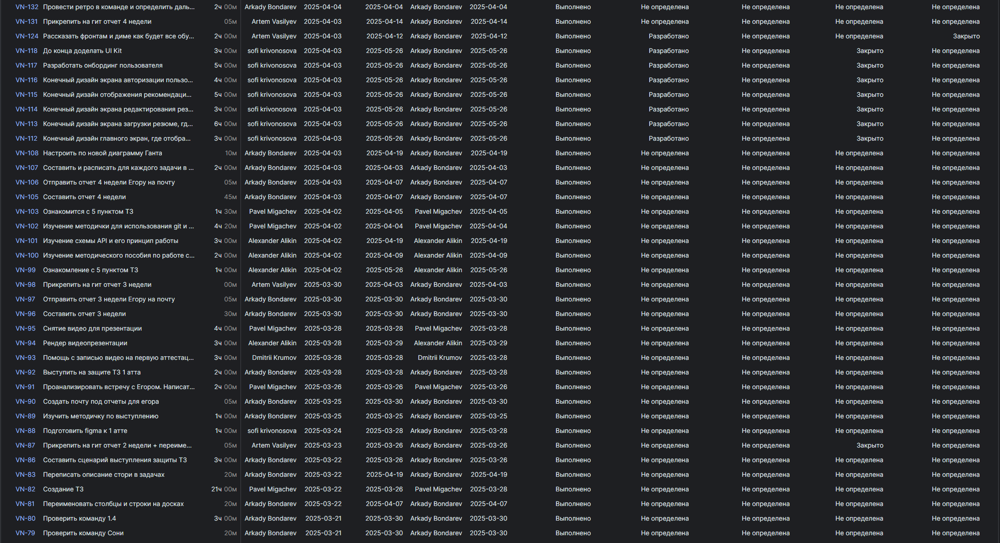 VN-132 Провести ретро в команде и определить даль... 2ч 00м Arkady Bondarev 2025-04-04 2025-04-04 Arkady Bondarev 2025-04-04 Выполнено Не определена Не определена Не определена Не определена
VN-131 Прикрепить на гит отчет 4 недели 05м Artem Vasilyev 2025-04-03 2025-04-14 Arkady Bondarev 2025-04-14 Выполнено Не определена Не определена Не определена Не определена
VN-124 Рассказать фронтам и диме как будет все обу... 2ч 00м Artem Vasilyev 2025-04-03 2025-04-12 Arkady Bondarev 2025-04-12 Выполнено Разработано Не определена Не определена Закрыто
VN-118 До конца доделать UI Kit 3ч 00м sofi krivonosova 2025-04-03 2025-05-26 Arkady Bondarev 2025-05-26 Выполнено Разработано Не определена Закрыто Не определена
VN-117 Разработать онбординг пользователя 5ч 00м sofi krivonosova 2025-04-03 2025-05-26 Arkady Bondarev 2025-05-26 Выполнено Разработано Не определена Закрыто Не определена
VN-116 Конечный дизайн экрана авторизации пользо... 4ч 00м sofi krivonosova 2025-04-03 2025-05-26 Arkady Bondarev 2025-05-26 Выполнено Разработано Не определена Закрыто Не определена
VN-115 Конечный дизайн отображения рекомендаци... 5ч 00м sofi krivonosova 2025-04-03 2025-05-26 Arkady Bondarev 2025-05-26 Выполнено Разработано Не определена Закрыто Не определена
VN-114 Конечный дизайн экрана редактирования рез... 3ч 00м sofi krivonosova 2025-04-03 2025-05-26 Arkady Bondarev 2025-05-26 Выполнено Разработано Не определена Закрыто Не определена
VN-113 Конечный дизайн экрана загрузки резюме, гд... 6ч 00м sofi krivonosova 2025-04-03 2025-05-26 Arkady Bondarev 2025-05-26 Выполнено Разработано Не определена Закрыто Не определена
VN-112 Конечный дизайн главного экран, где отобра... 3ч 00м sofi krivonosova 2025-04-03 2025-05-26 Arkady Bondarev 2025-05-26 Выполнено Разработано Не определена Закрыто Не определена
VN-108 Настроить по новой диаграмму Ганта 10м Arkady Bondarev 2025-04-03 2025-04-19 Arkady Bondarev 2025-04-19 Выполнено Не определена Не определена Не определена Не определена
VN-107 Составить и расписать для каждого задачи в ... 2ч 00м Arkady Bondarev 2025-04-03 2025-04-03 Arkady Bondarev 2025-04-03 Выполнено Не определена Не определена Не определена Не определена
VN-106 Отправить отчет 4 недели Егору на почту 05м Arkady Bondarev 2025-04-03 2025-04-07 Arkady Bondarev 2025-04-07 Выполнено Не определена Не определена Не определена Не определена
VN-105 Составить отчет 4 недели 45м Arkady Bondarev 2025-04-03 2025-04-07 Arkady Bondarev 2025-04-07 Выполнено Не определена Не определена Не определена Не определена
VN-103 Ознакомится с 5 пунктом ТЗ 1ч 30м Pavel Migachev 2025-04-02 2025-04-05 Pavel Migachev 2025-04-05 Выполнено Не определена Не определена Не определена Не определена
VN-102 Изучение методички для использования git и ... 4ч 20м Pavel Migachev 2025-04-02 2025-04-04 Pavel Migachev 2025-04-04 Выполнено Не определена Не определена Не определена Не определена
VN-101 Изучение схемы API и его принцип работы 3ч 00м Alexander Alikin 2025-04-02 2025-04-19 Alexander Alikin 2025-04-19 Выполнено Не определена Не определена Не определена Не определена
VN-100 Изучение методического пособия по работе с... 2ч 00м Alexander Alikin 2025-04-02 2025-04-09 Alexander Alikin 2025-04-09 Выполнено Не определена Не определена Не определена Не определена
VN-99 Ознакомление с 5 пунктом ТЗ 1ч 00м Alexander Alikin 2025-04-02 2025-05-26 Alexander Alikin 2025-05-26 Выполнено Не определена Не определена Не определена Не определена
VN-98 Прикрепить на гит отчет 3 недели 00м Artem Vasilyev 2025-03-30 2025-04-03 Arkady Bondarev 2025-04-03 Выполнено Не определена Не определена Не определена Не определена
VN-97 Отправить отчет 3 недели Егору на почту 05м Arkady Bondarev 2025-03-30 2025-03-30 Arkady Bondarev 2025-03-30 Выполнено Не определена Не определена Не определена Не определена
VN-96 Составить отчет 3 недели 30м Arkady Bondarev 2025-03-30 2025-03-30 Arkady Bondarev 2025-03-30 Выполнено Не определена Не определена Не определена Не определена
VN-95 Снятие видео для презентации 4ч 00м Pavel Migachev 2025-03-28 2025-03-28 Pavel Migachev 2025-03-28 Выполнено Не определена Не определена Не определена Не определена
VN-94 Рендер видеопрезентации 3ч 00м Alexander Alikin 2025-03-28 2025-03-29 Alexander Alikin 2025-03-29 Выполнено Не определена Не определена Не определена Не определена
VN-93 Помощь с записью видео на первую аттестац... 3ч 00м Dmitrii Krumov 2025-03-28 2025-03-28 Dmitrii Krumov 2025-03-28 Выполнено Не определена Не определена Не определена Не определена
VN-92 Выступить на защите ТЗ 1 атта 2ч 00м Arkady Bondarev 2025-03-28 2025-03-28 Arkady Bondarev 2025-03-28 Выполнено Не определена Не определена Не определена Не определена
VN-91 Проанализировать встречу с Егором. Написат... 2ч 00м Pavel Migachev 2025-03-26 2025-03-26 Pavel Migachev 2025-03-26 Выполнено Не определена Не определена Не определена Не определена
VN-90 Создать почту под отчеты для егора 05м Arkady Bondarev 2025-03-25 2025-03-30 Arkady Bondarev 2025-03-30 Выполнено Не определена Не определена Не определена Не определена
VN-89 Изучить методичку по выступлению 1ч 00м Arkady Bondarev 2025-03-25 2025-03-25 Arkady Bondarev 2025-03-25 Выполнено Не определена Не определена Не определена Не определена
VN-88 Подготовить figma к 1 атте 1ч 00м sofi krivonosova 2025-03-24 2025-03-28 Arkady Bondarev 2025-03-28 Выполнено Не определена Не определена Не определена Не определена
VN-87 Прикрепить на гит отчет 2 недели + переиме... 05м Artem Vasilyev 2025-03-23 2025-03-26 Arkady Bondarev 2025-03-26 Выполнено Не определена Не определена Закрыто Не определена
VN-86 Составить сценарий выступления защиты ТЗ 3ч 00м Arkady Bondarev 2025-03-22 2025-03-26 Arkady Bondarev 2025-03-26 Выполнено Не определена Не определена Не определена Не определена
VN-83 Переписать описание стори в задачах 20м Arkady Bondarev 2025-03-22 2025-04-19 Arkady Bondarev 2025-04-19 Выполнено Не определена Не определена Не определена Не определена
VN-82 Создание ТЗ 21ч 00м Pavel Migachev 2025-03-22 2025-03-26 Pavel Migachev 2025-03-28 Выполнено Не определена Не определена Не определена Не определена
VN-81 Переименовать столбцы и строки на досках 20м Arkady Bondarev 2025-03-22 2025-04-07 Arkady Bondarev 2025-04-07 Выполнено Не определена Не определена Не определена Не определена
VN-80 Проверить команду 1.4 3ч 00м Arkady Bondarev 2025-03-21 2025-03-30 Arkady Bondarev 2025-03-30 Выполнено Не определена Не определена Не определена Не определена
VN-79 Проверить команду Сони 20м Arkady Bondarev 2025-03-21 2025-03-30 Arkady Bondarev 2025-03-30 Выполнено Не определена Не определена Не определена Не определена